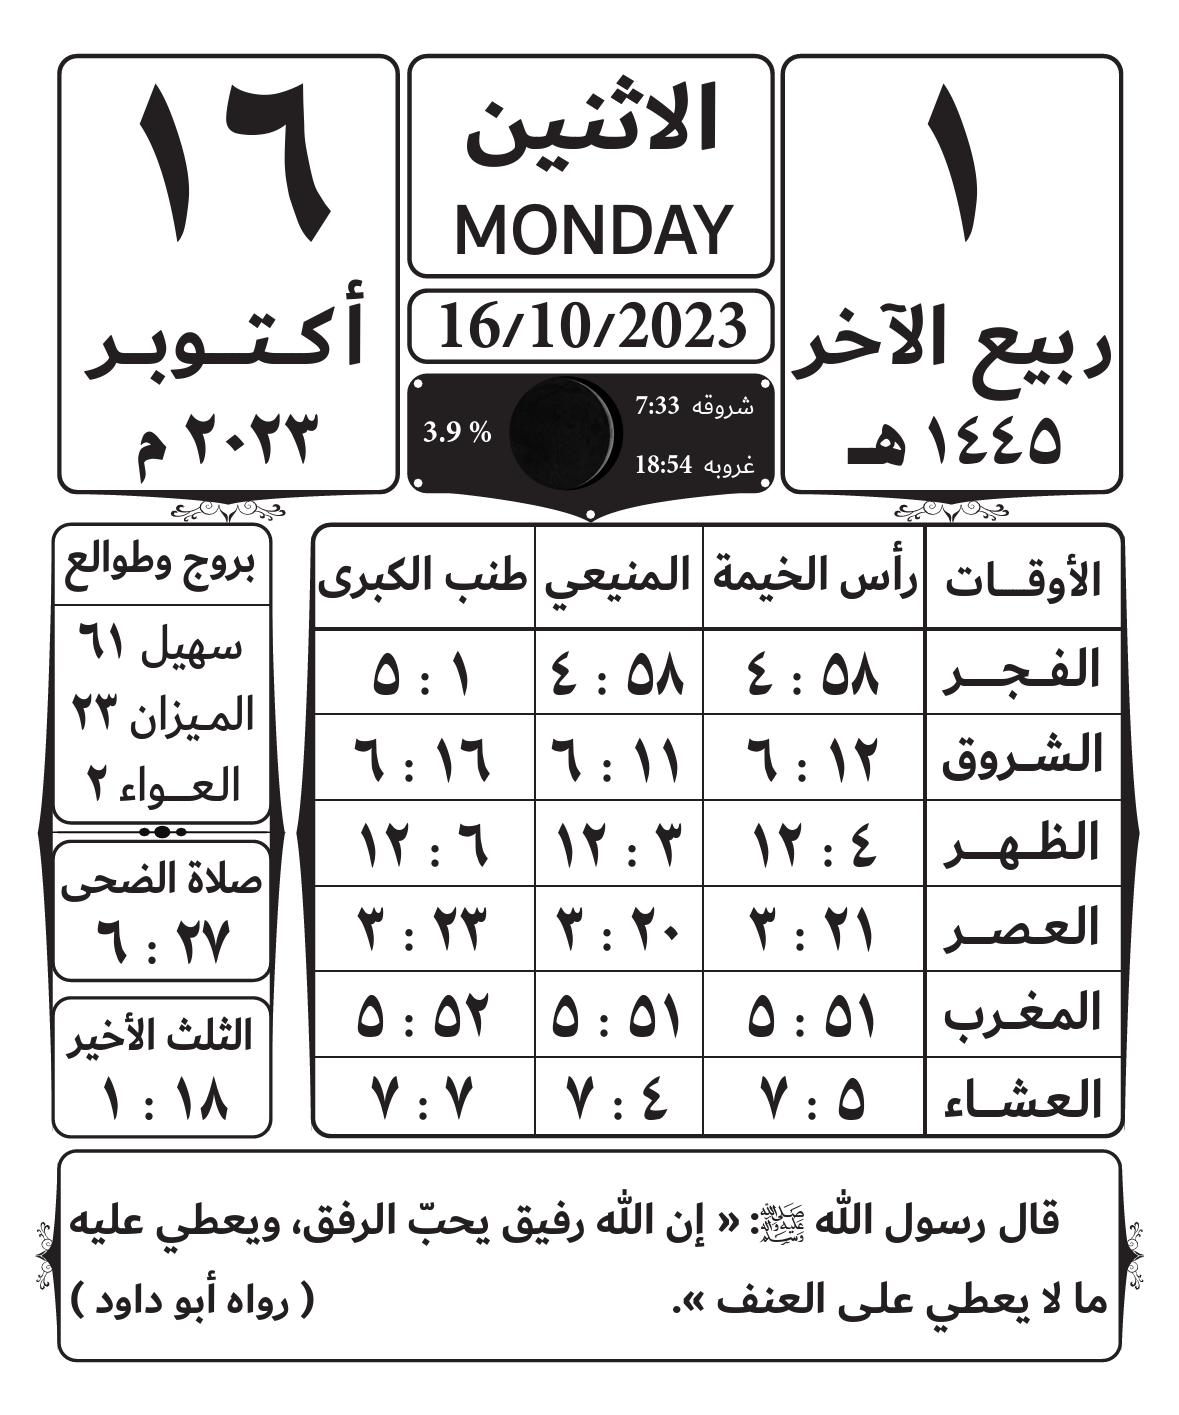 ١
ربيع الآخر
١٤٤٥ هـ
الاثنين
MONDAY
16/10/2023
شروقه 7:33
غروبه 18:54
3.9 %
١٦
أكتوبر
٢٠٢٣ م
الأوقات رأس الخيمة المنيعي طنب الكبرى
الفجر ٥٨ : ٤ ٥٨ : ٤ ١ : ٥
الشروق ١٢ : ٦ ١١ : ٦ ١٦ : ٦
الظهر ٤ : ١٢ ٣ : ١٢ ٦ : ١٢
العصر ٢١ : ٣ ٢٠ : ٣ ٢٣ : ٣
المغرب ٥١ : ٥ ٥١ : ٥ ٥٢ : ٥
العشاء ٥ : ٧ ٤ : ٧ ٧ : ٧
بروج وطوالع
سهيل ٦١
الميزان ٢٣
العواء ٢
صلاة الضحى
٢٧ : ٦
الثلث الأخير
١٨ : ١
قال رسول الله ﷺ: « إن الله رفيق يحبّ الرفق، ويعطي عليه
ما لا يعطي على العنف ». ( رواه أبو داود )